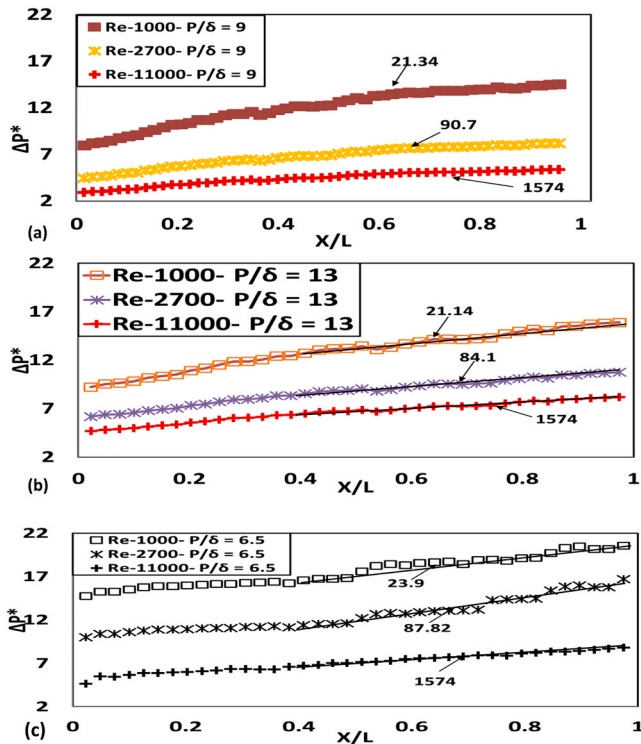 22
17
12
7
2
ΔP*
Re-1000- P/δ = 9
Re-2700- P/δ = 9
Re-11000- P/δ = 9
21.34
90.7
1574
0 0.2 0.4 0.6 0.8 1
X/L
(a)
22
17
12
7
2
ΔP*
Re-1000- P/δ = 13
Re-2700- P/δ = 13
Re-11000- P/δ = 13
21.14
84.1
1574
0 0.2 0.4 0.6 0.8 1
X/L
(b)
22
17
12
7
2
ΔP*
Re-1000- P/δ = 6.5
Re-2700- P/δ = 6.5
Re-11000- P/δ = 6.5
23.9
87.82
1574
0 0.2 0.4 0.6 0.8 1
X/L
(c)